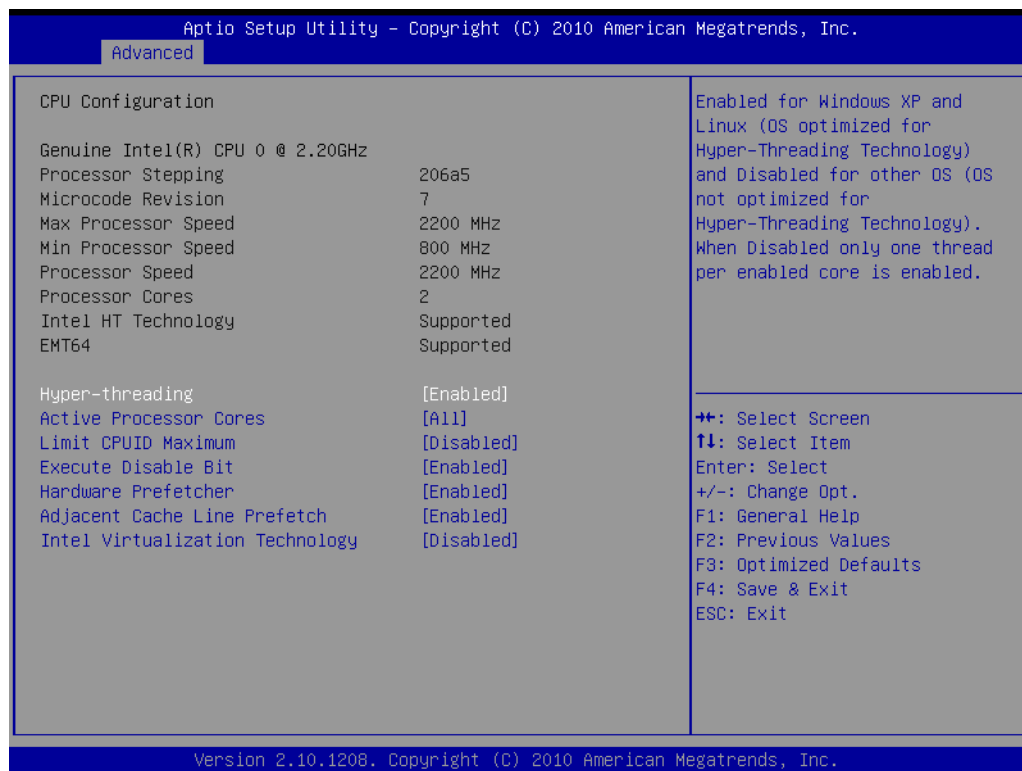 Aptio Setup Utility – Copyright (C) 2010 American Megatrends, Inc.
Advanced
CPU Configuration
Genuine Intel(R) CPU 0 @ 2.20GHz
Processor Stepping 206a5
Microcode Revision 7
Max Processor Speed 2200 MHz
Min Processor Speed 800 MHz
Processor Speed 2200 MHz
Processor Cores 2
Intel HT Technology Supported
EMT64 Supported
Hyper-threading [Enabled]
Active Processor Cores [All]
Limit CPUID Maximum [Disabled]
Execute Disable Bit [Enabled]
Hardware Prefetcher [Enabled]
Adjacent Cache Line Prefetch [Enabled]
Intel Virtualization Technology [Disabled]
Enabled for Windows XP and
Linux (OS optimized for
Hyper-Threading Technology)
and Disabled for other OS (OS
not optimized for
Hyper-Threading Technology).
When Disabled only one thread
per enabled core is enabled.
→←: Select Screen
↑↓: Select Item
Enter: Select
+/-: Change Opt.
F1: General Help
F2: Previous Values
F3: Optimized Defaults
F4: Save & Exit
ESC: Exit
Version 2.10.1208. Copyright (C) 2010 American Megatrends, Inc.